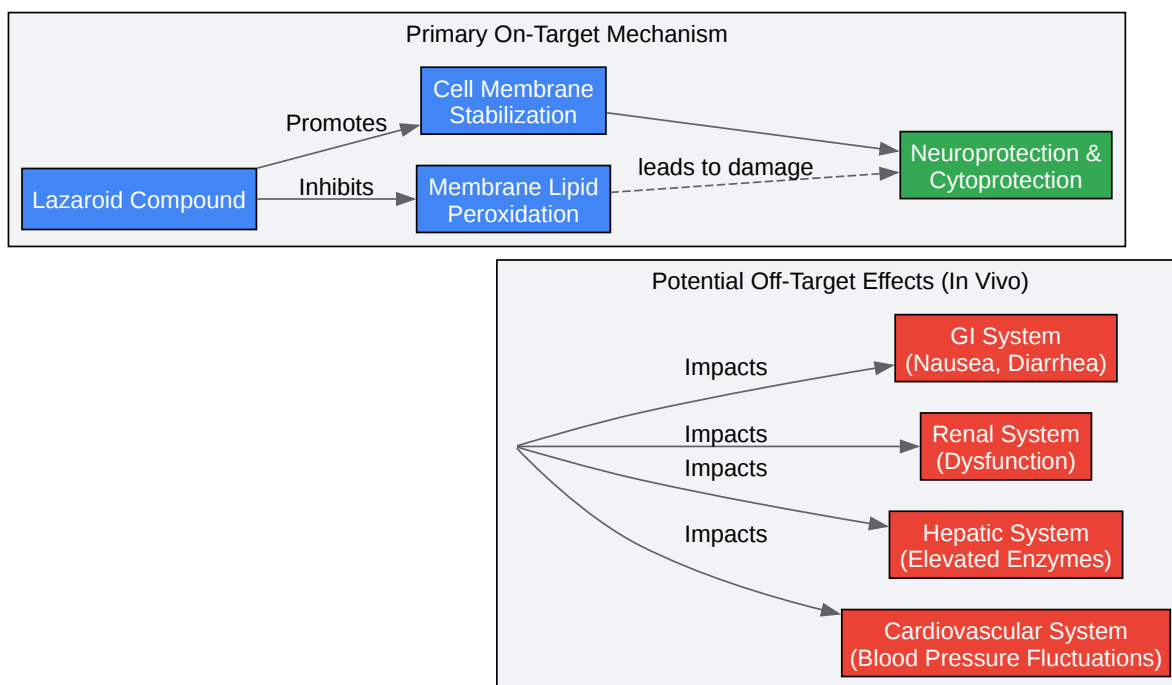 Primary On-Target Mechanism
Cell Membrane
Stabilization
Promotes
Neuroprotection &
Cytoprotection
leads to damage
Lazaroid Compound
Inhibits
Membrane Lipid
Peroxidation
Potential Off-Target Effects (In Vivo)
GI System
(Nausea, Diarrhea)
Impacts
Renal System
(Dysfunction)
Impacts
Impacts
Hepatic System
(Elevated Enzymes)
Impacts
Cardiovascular System
(Blood Pressure Fluctuations)